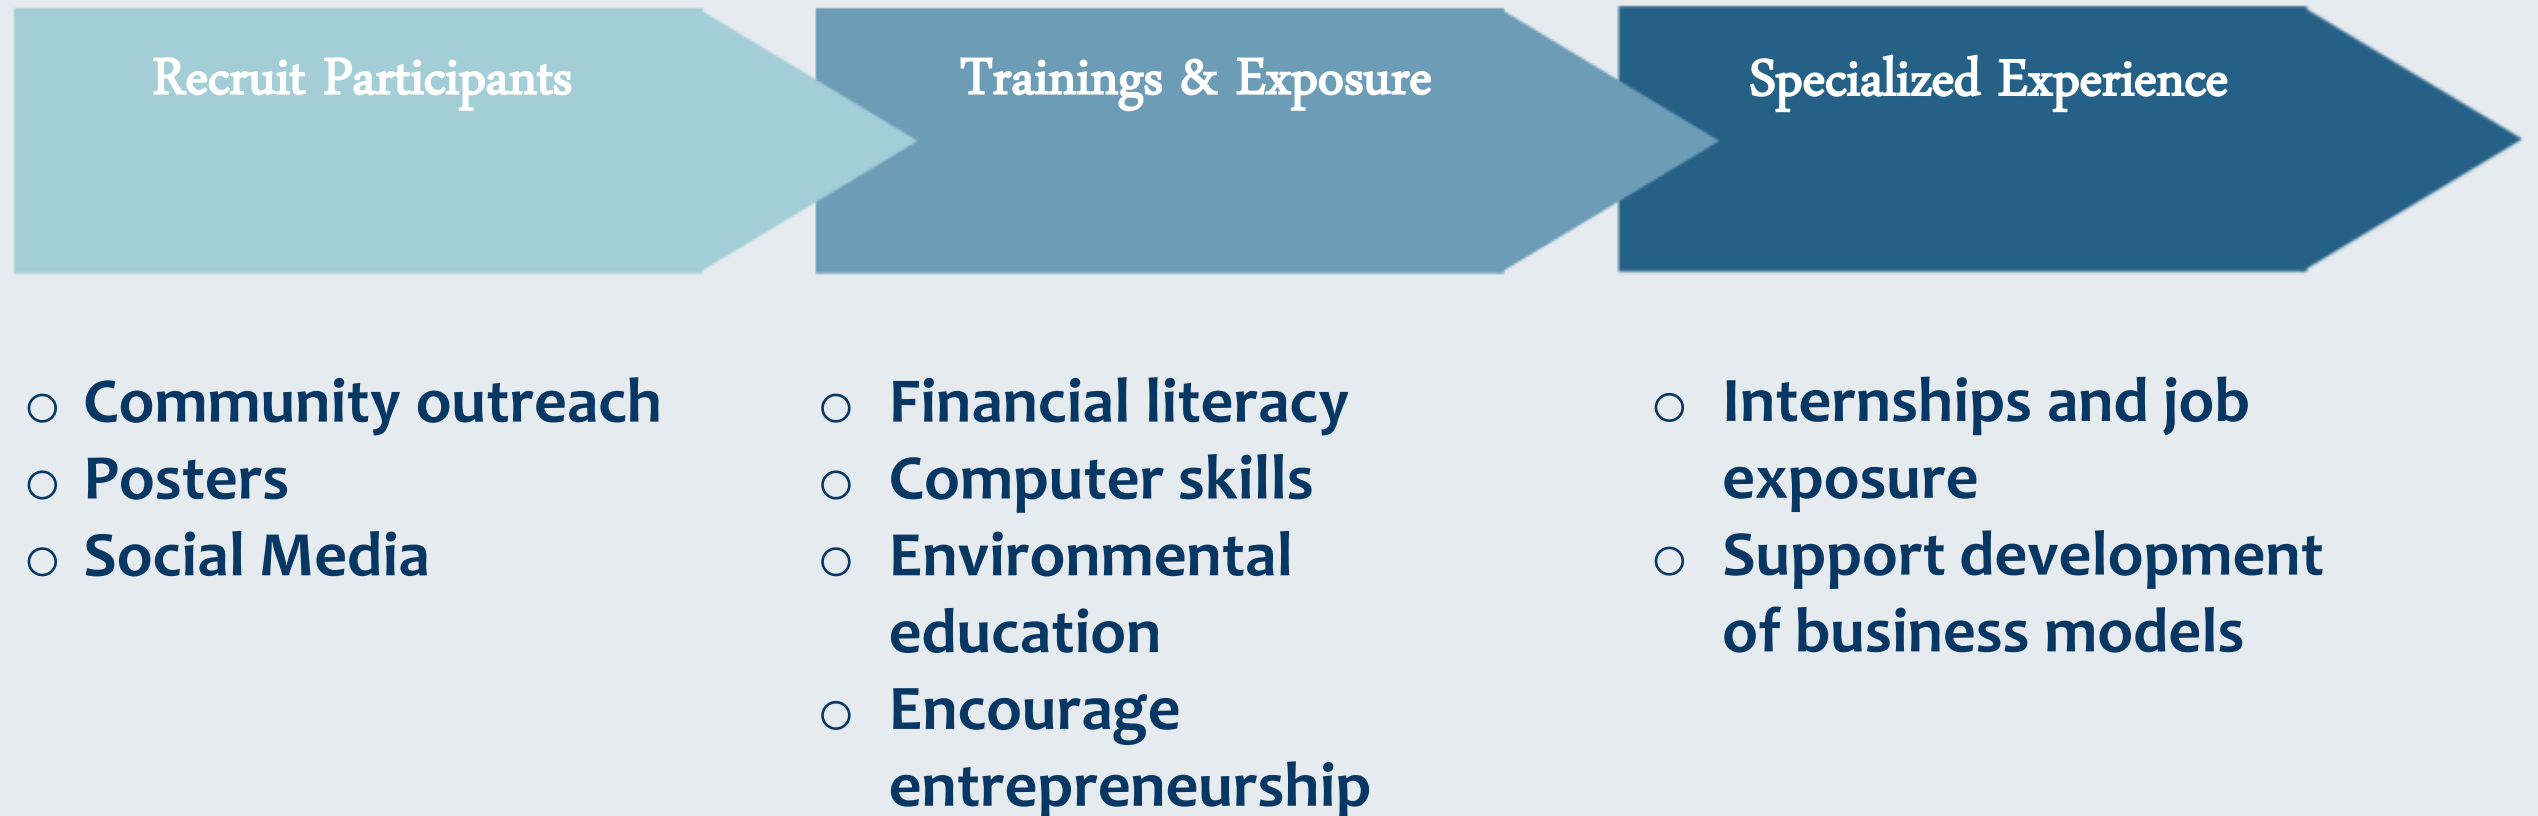 Recruit Participants
Trainings & Exposure
Specialized Experience
○ Community outreach
○ Posters
○ Social Media
○ Financial literacy
○ Computer skills
○ Environmental
education
○ Encourage
entrepreneurship
○ Internships and job
exposure
○ Support development
of business models